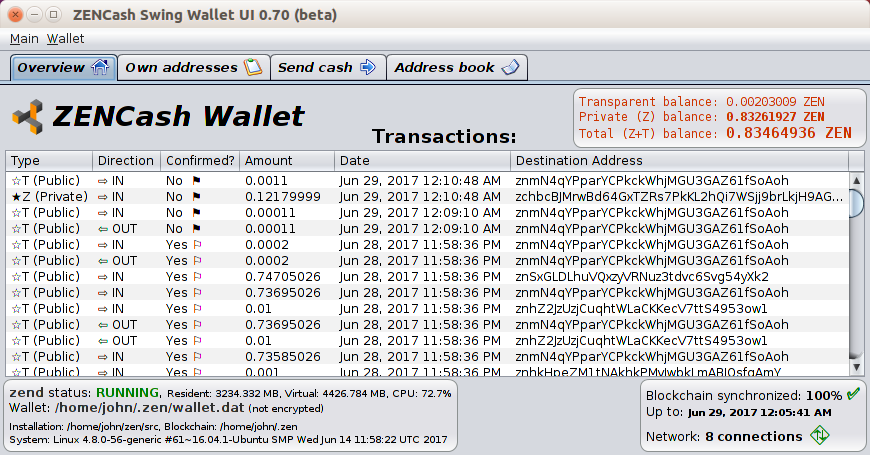 ZENCash Swing Wallet UI 0.70 (beta)
Main Wallet
Overview Own addresses Send cash Address book
ZENCash Wallet
Transactions:
Transparent balance: 0.00203009 ZEN
Private (Z) balance: 0.83261927 ZEN
Total (Z+T) balance: 0.83464936 ZEN
Type Direction Confirmed? Amount Date Destination Address
☆T (Public) ⇨ IN No ⚑ 0.0011 Jun 29, 2017 12:10:48 AM znmN4qYPparYCPkckWhjMGU3GAZ61fSoAoh
★Z (Private) ⇨ IN No ⚑ 0.12179999 Jun 29, 2017 12:10:48 AM zchbcBJMrwBd64GxTZRs7PkKL2hQi7WSjj9brLkjH9AG...
☆T (Public) ⇨ IN No ⚑ 0.00011 Jun 29, 2017 12:09:10 AM znmN4qYPparYCPkckWhjMGU3GAZ61fSoAoh
☆T (Public) ⇦ OUT No ⚑ 0.00011 Jun 29, 2017 12:09:10 AM znmN4qYPparYCPkckWhjMGU3GAZ61fSoAoh
☆T (Public) ⇨ IN Yes ⚐ 0.0002 Jun 28, 2017 11:58:36 PM znmN4qYPparYCPkckWhjMGU3GAZ61fSoAoh
☆T (Public) ⇦ OUT Yes ⚐ 0.0002 Jun 28, 2017 11:58:36 PM znmN4qYPparYCPkckWhjMGU3GAZ61fSoAoh
☆T (Public) ⇨ IN Yes ⚐ 0.74705026 Jun 28, 2017 11:58:36 PM znSxGLDLhuVQxzyVRNuz3tdvc6Svg54yXk2
☆T (Public) ⇨ IN Yes ⚐ 0.73695026 Jun 28, 2017 11:58:36 PM znmN4qYPparYCPkckWhjMGU3GAZ61fSoAoh
☆T (Public) ⇨ IN Yes ⚐ 0.01 Jun 28, 2017 11:58:36 PM znhZ2JzUzjCuqhtWLaCKKecV7ttS4953ow1
☆T (Public) ⇦ OUT Yes ⚐ 0.73695026 Jun 28, 2017 11:58:36 PM znmN4qYPparYCPkckWhjMGU3GAZ61fSoAoh
☆T (Public) ⇦ OUT Yes ⚐ 0.01 Jun 28, 2017 11:58:36 PM znhZ2JzUzjCuqhtWLaCKKecV7ttS4953ow1
☆T (Public) ⇨ IN Yes ⚐ 0.73585026 Jun 28, 2017 11:58:36 PM znmN4qYPparYCPkckWhjMGU3GAZ61fSoAoh
☆T (Public) ⇨ IN Yes ⚐ 0.001 Jun 28, 2017 11:58:36 PM
zend status: RUNNING, Resident: 3234.332 MB, Virtual: 4426.784 MB, CPU: 72.7%
Wallet: /home/john/.zen/wallet.dat (not encrypted)
Installation: /home/john/zen/src, Blockchain: /home/john/.zen
System: Linux 4.8.0-56-generic #61~16.04.1-Ubuntu SMP Wed Jun 14 11:58:22 UTC 2017
Blockchain synchronized: 100% ✔
Up to: Jun 29, 2017 12:05:41 AM
Network: 8 connections